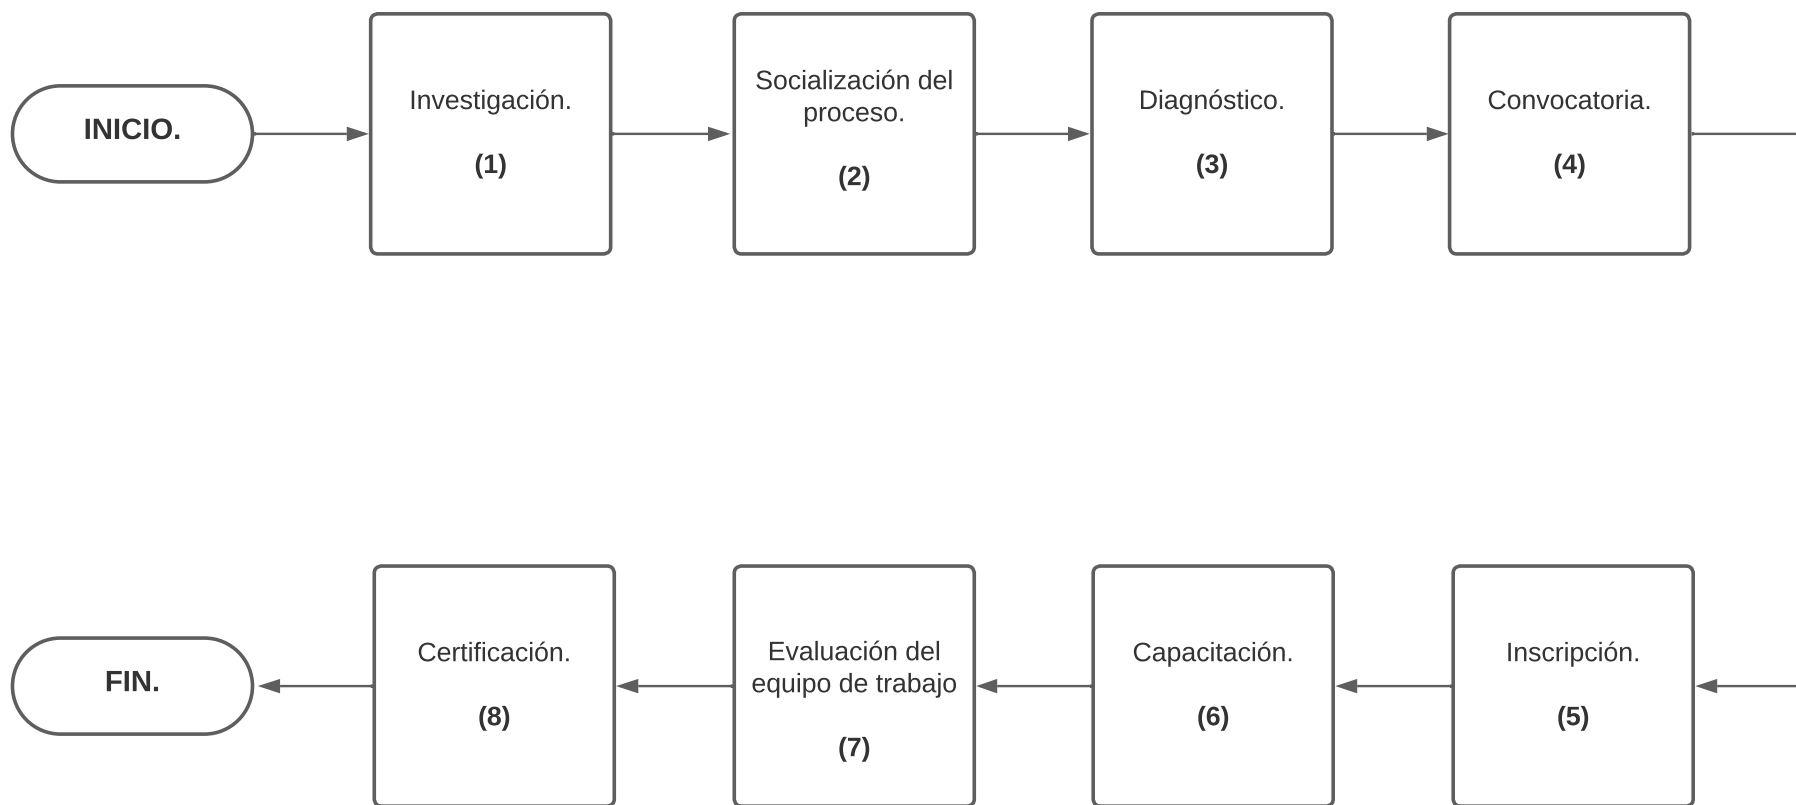 INICIO.
Investigación.
(1)
Socialización del
proceso.
(2)
Diagnóstico.
(3)
Convocatoria.
(4)
Inscripción.
(5)
Capacitación.
(6)
Evaluación del
equipo de trabajo
(7)
Certificación.
(8)
FIN.